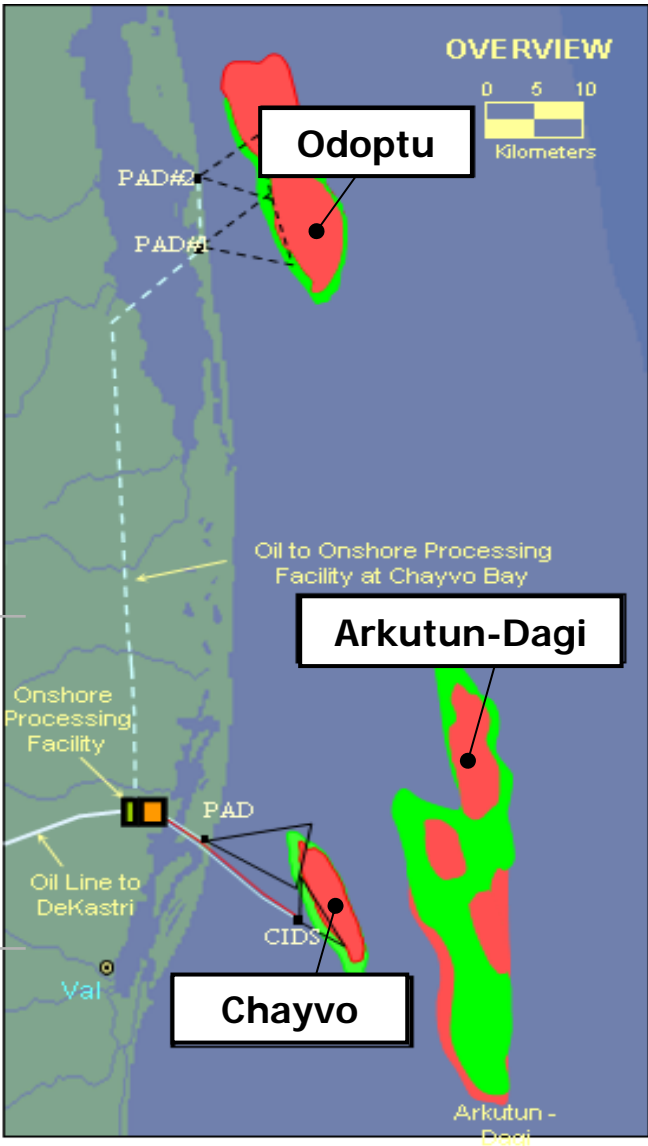 OVERVIEW
0 5 10
Kilometers
Odoptu
PAD#2
PAD#1
Oil to Onshore Processing
Facility at Chayvo Bay
Arkutun-Dagi
Onshore
Processing
Facility
PAD
Oil Line to
DeKastri
CIDS
Val
Chayvo
Arkutun -
Dagi